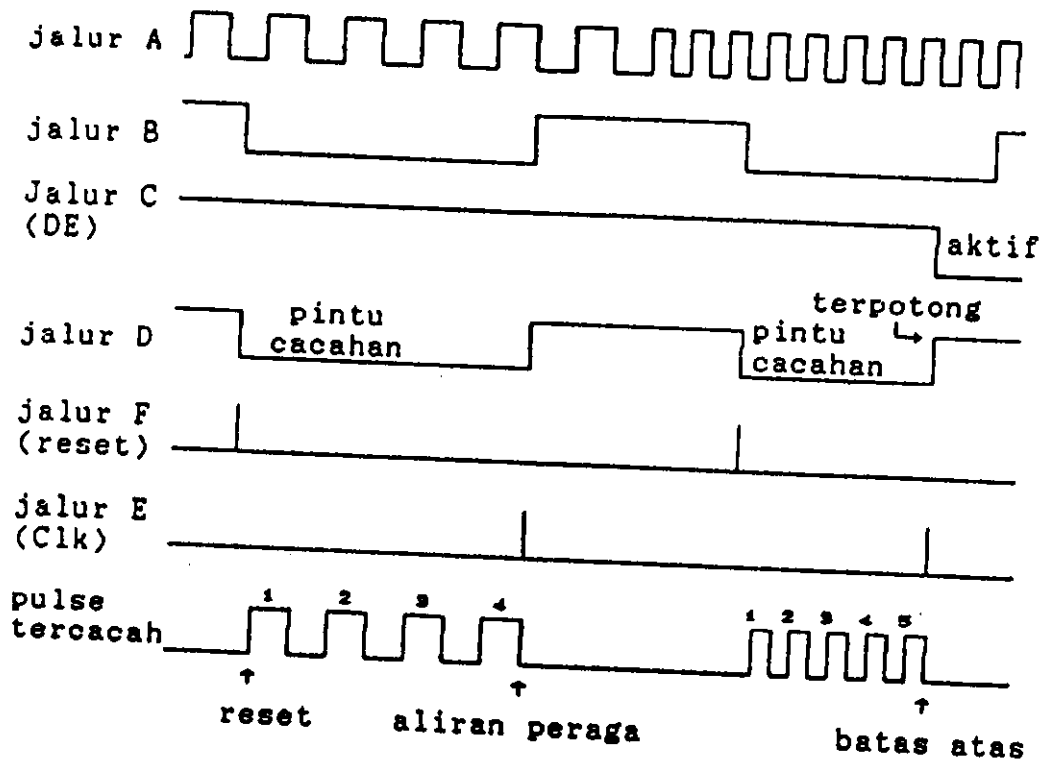 jalur A
jalur B
Jalur C
(DE)
aktif
terpotong
jalur D
pintu
cacahan
pintu
cacahan
jalur F
(reset)
jalur E
(Clk)
pulse
tercacah
1 2 3 4 1 2 3 4 5
reset
aliran peraga
batas atas